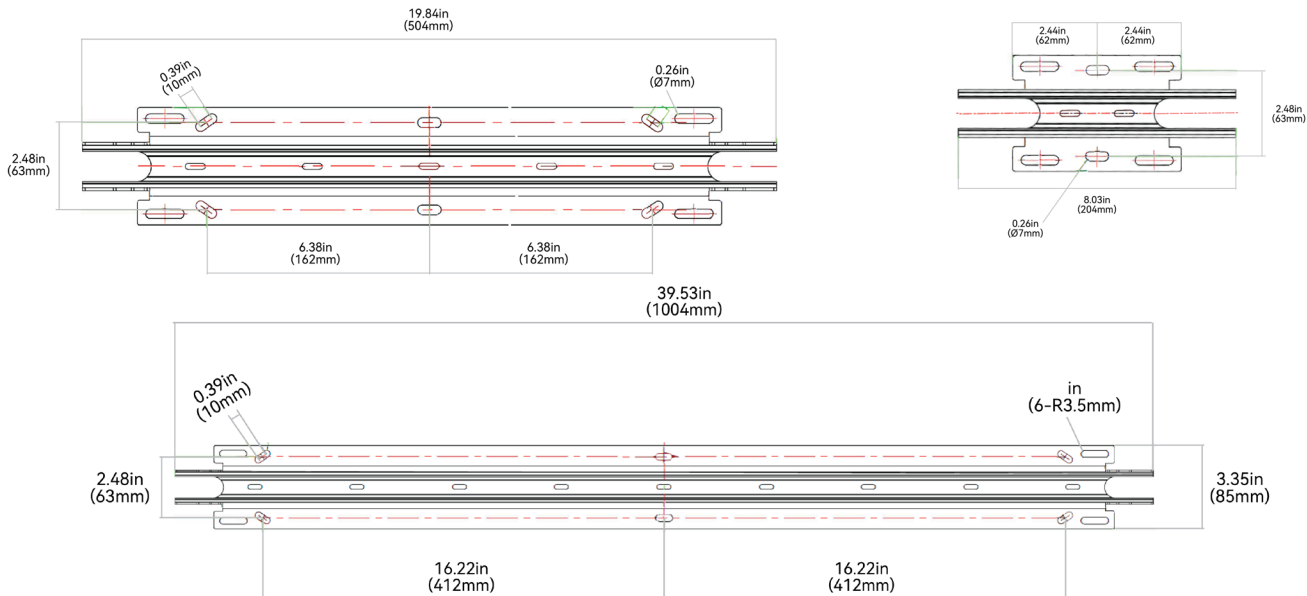 19.84in
(504mm)
0.39in
(10mm)
0.26in
(Ø7mm)
2.48in
(63mm)
6.38in
(162mm)
6.38in
(162mm)
2.44in
(62mm)
2.44in
(62mm)
2.48in
(63mm)
8.03in
(204mm)
0.26in
(Ø7mm)
39.53in
(1004mm)
0.39in
(10mm)
in
(6-R3.5mm)
2.48in
(63mm)
3.35in
(85mm)
16.22in
(412mm)
16.22in
(412mm)